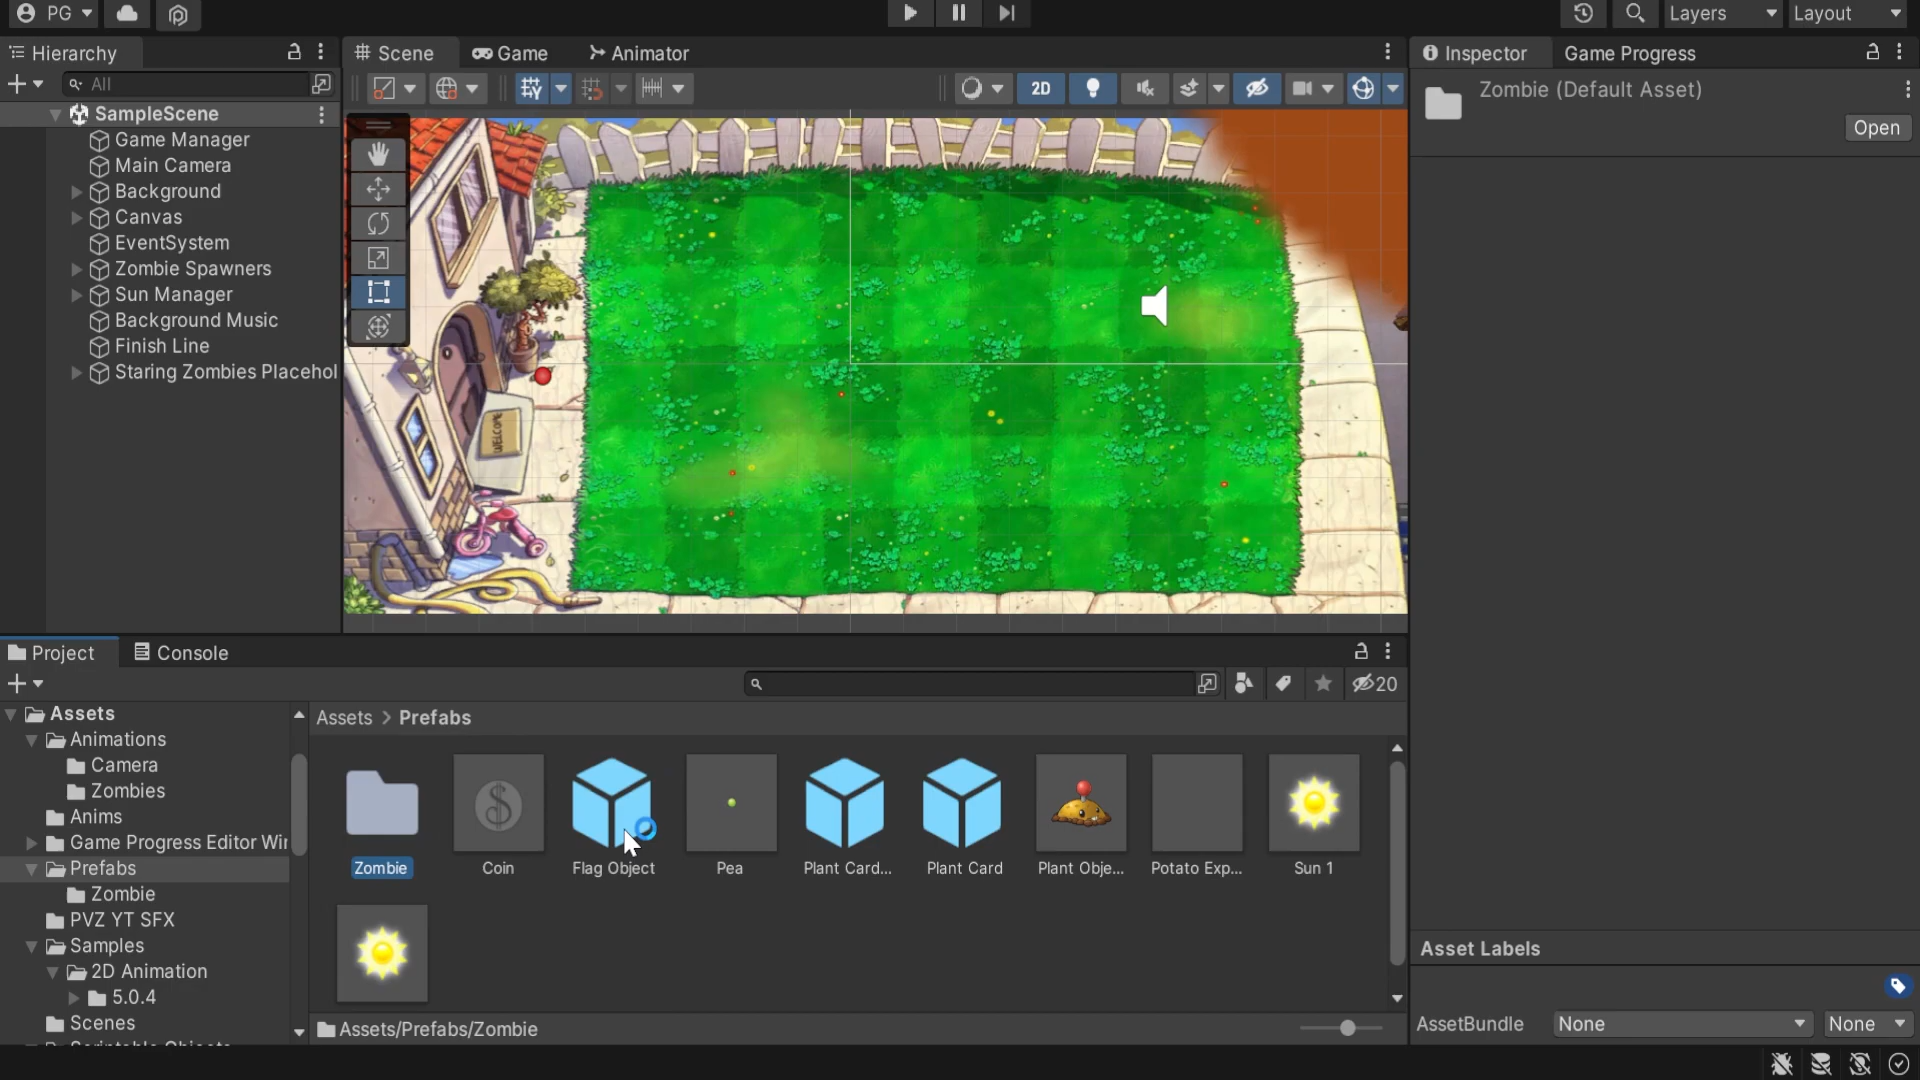 PG
Layers
Layout
Hierarchy
Scene
Game
Animator
Inspector
Game Progress
All
2D
Zombie (Default Asset)
Open
SampleScene
Game Manager
Main Camera
Background
Canvas
EventSystem
Zombie Spawners
Sun Manager
Background Music
Finish Line
Staring Zombies Placehol
WELCOME
Project
Console
20
Assets
Animations
Camera
Zombies
Anims
Game Progress Editor Wir
Prefabs
Zombie
PVZ YT SFX
Samples
2D Animation
5.0.4
Scenes
Assets > Prefabs
Zombie
Coin
Flag Object
Pea
Plant Card...
Plant Card
Plant Obje...
Potato Exp...
Sun 1
Assets/Prefabs/Zombie
Asset Labels
AssetBundle
None
None